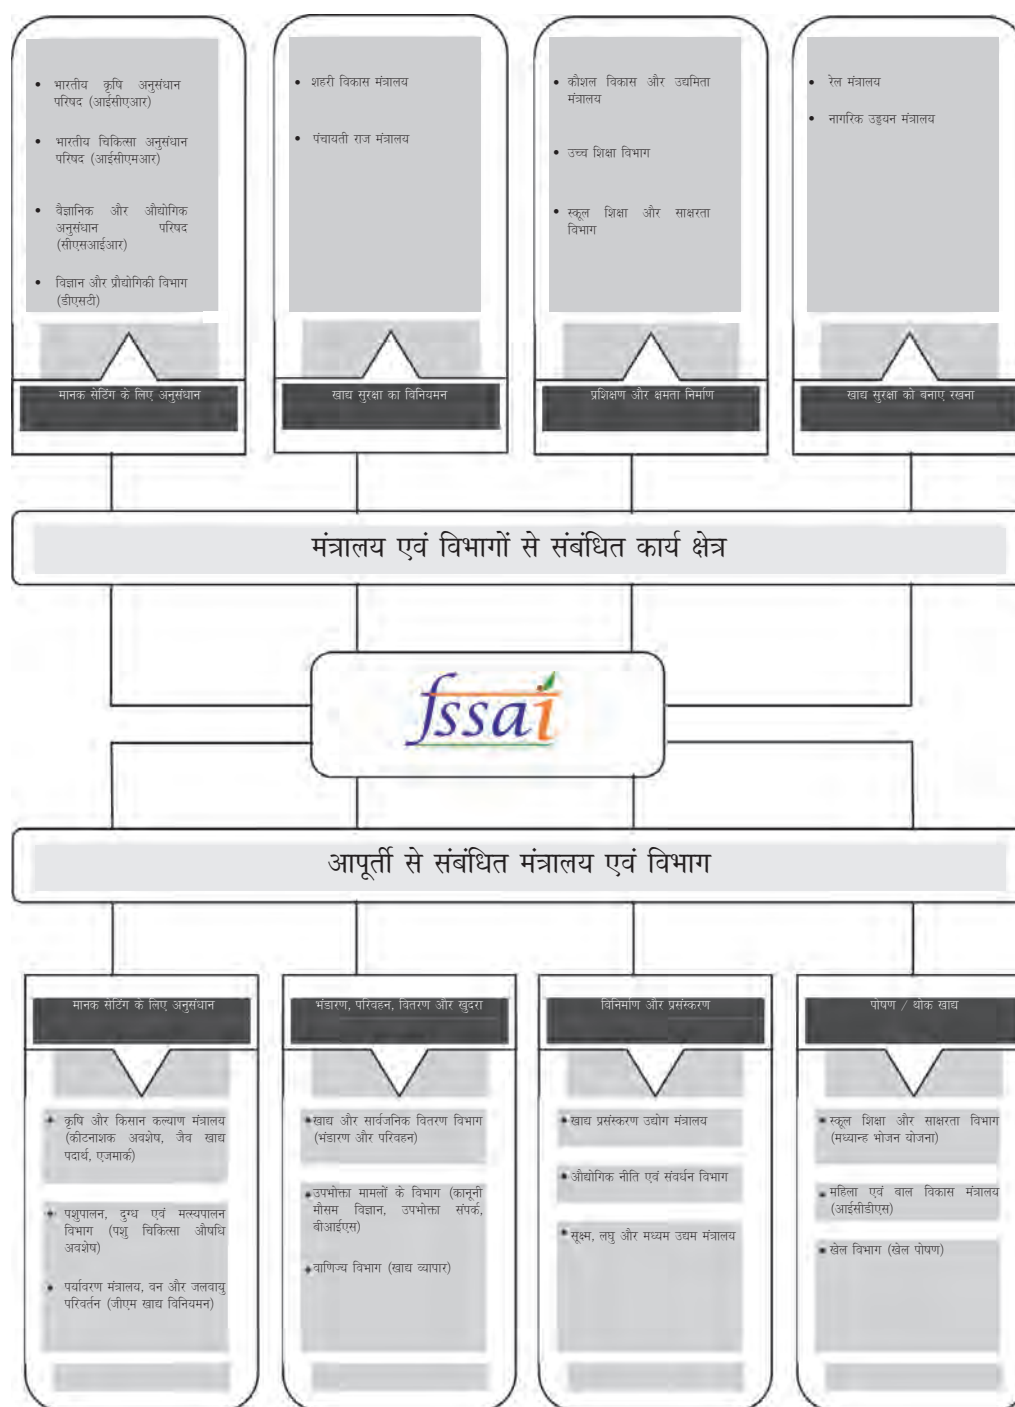 भारतीय कृषि अनुसंधान
परिषद (आईसीएआर)
भारतीय चिकित्सा अनुसंधान
परिषद (आईसीएमआर)
वैज्ञानिक और औद्योगिक
अनुसंधान परिषद
(सीएसआईआर)
विज्ञान और प्रौद्योगिकी विभाग
(डीएसटी)
मानक सेटिंग के लिए अनुसंधान
शहरी विकास मंत्रालय
पंचायती राज मंत्रालय
खाद्य सुरक्षा का विनियमन
कौशल विकास और उद्यमिता
मंत्रालय
उच्च शिक्षा विभाग
स्कूल शिक्षा और साक्षरता
विभाग
प्रशिक्षण और क्षमता निर्माण
रेल मंत्रालय
नागरिक उड्डयन मंत्रालय
खाद्य सुरक्षा को बनाए रखना
मंत्रालय एवं विभागों से संबंधित कार्य क्षेत्र
fssai
आपूर्ती से संबंधित मंत्रालय एवं विभाग
मानक सेटिंग के लिए अनुसंधान
कृषि और किसान कल्याण मंत्रालय
(कीटनाशक अवशेष, जैव खाद्य
पदार्थ, एजमार्क)
पशुपालन, दुग्ध एवं मत्स्यपालन
विभाग (पशु चिकित्सा औषधि
अवशेष)
पर्यावरण मंत्रालय, वन और जलवायु
परिवर्तन (जीएम खाद्य विनियमन)
भंडारण, परिवहन, वितरण और खुदरा
खाद्य और सार्वजनिक वितरण विभाग
(भंडारण और परिवहन)
उपभोक्ता मामलों के विभाग (कानूनी
मौसम विज्ञान, उपभोक्ता संपर्क,
बीआईएस)
वाणिज्य विभाग (खाद्य व्यापार)
विनिर्माण और प्रसंस्करण
खाद्य प्रसंस्करण उद्योग मंत्रालय
औद्योगिक नीति एवं संवर्धन विभाग
सूक्ष्म, लघु और मध्यम उद्यम मंत्रालय
पोषण / थोक खाद्य
स्कूल शिक्षा और साक्षरता विभाग
(मध्यान्ह भोजन योजना)
महिला एवं बाल विकास मंत्रालय
(आईसीडीएस)
खेल विभाग (खेल पोषण)